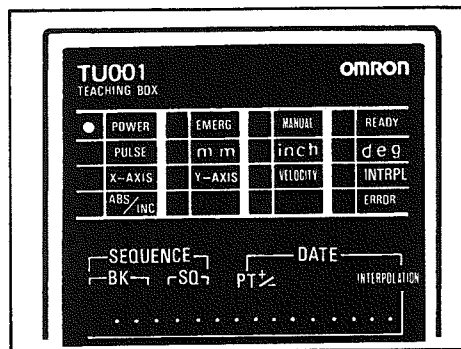 TU001 OMRON
TEACHING BOX
POWER EMERG MANUAL READY
PULSE mm inch deg
X-AXIS Y-AXIS VELOCITY INTRPL
ABS/INC ERROR
SEQUENCE DATE
BK SQ PT+/- INTERPOLATION